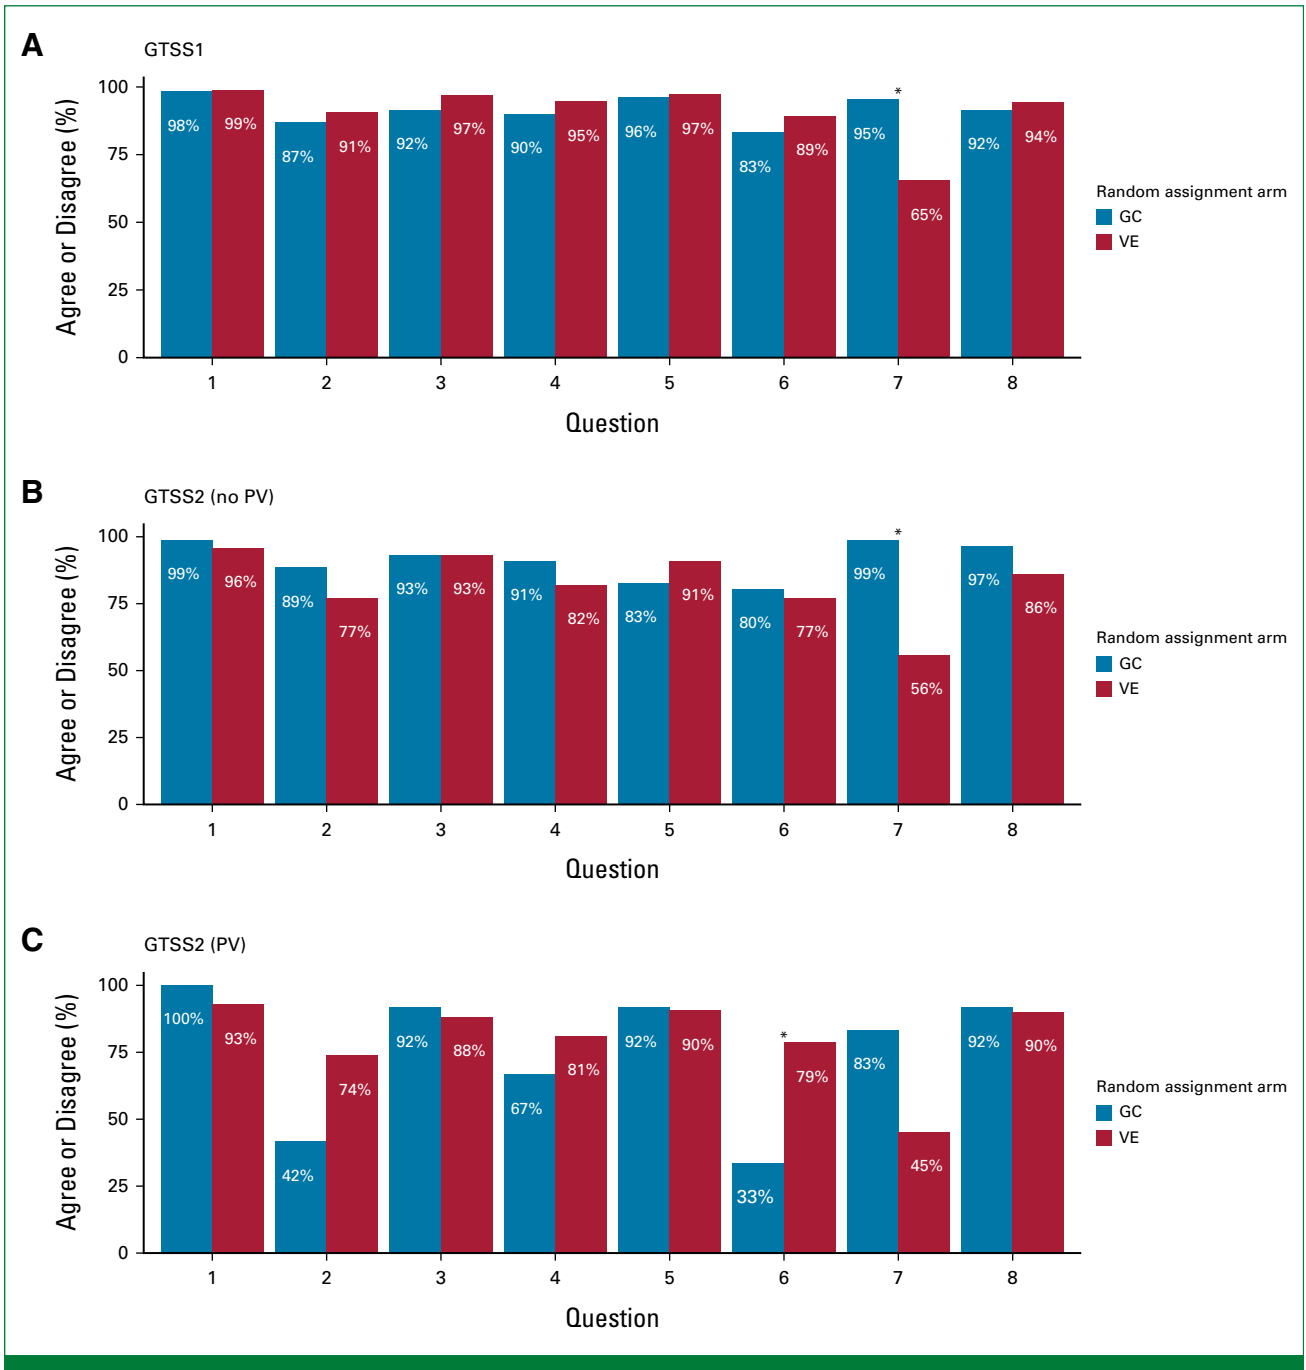 A
GTSS1
Agree or Disagree (%)
100
75
50
25
0
98% 99% 87% 91% 92% 97% 90% 95% 96% 97% 83% 89% 95% * 65% 92% 94%
1 2 3 4 5 6 7 8
Question
Random assignment arm
GC
VE
B
GTSS2 (no PV)
Agree or Disagree (%)
100
75
50
25
0
99% 96% 89% 77% 93% 93% 91% 82% 83% 91% 80% 77% 99% * 56% 97% 86%
1 2 3 4 5 6 7 8
Question
Random assignment arm
GC
VE
C
GTSS2 (PV)
Agree or Disagree (%)
100
75
50
25
0
100% 93% 42% 74% 92% 88% 67% 81% 92% 90% 33% * 79% 83% 45% 92% 90%
1 2 3 4 5 6 7 8
Question
Random assignment arm
GC
VE